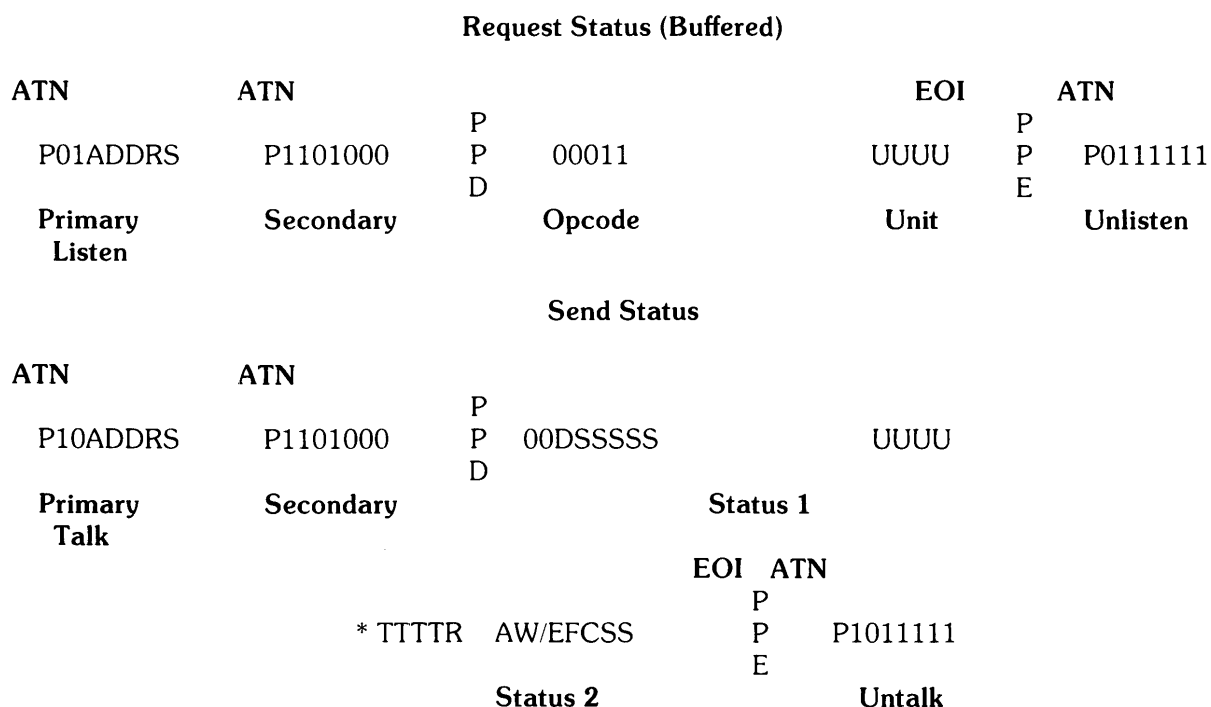 Request Status (Buffered)
ATN ATN EOI ATN
P P
P01ADDRS P1101000 P 00011 UUUU P P0111111
D E
Primary Secondary Opcode Unit Unlisten
Listen
Send Status
ATN ATN
P
P10ADDRS P1101000 P 00DSSSSS UUUU
D
Primary Secondary Status 1
Talk
EOI ATN
P
* TTTTR AW/EFCSS P P1011111
E
Status 2 Untalk